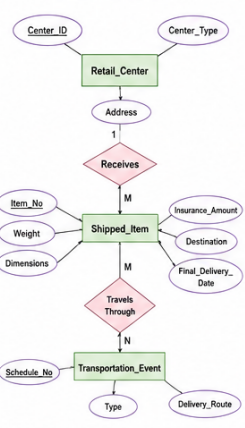 Center_ID
Center_Type
Retail_Center
Address
1
Receives
M
Item_No
Insurance_Amount
Weight
Shipped_Item
Destination
Dimensions
Final_Delivery_
Date
M
Travels
Through
N
Schedule_No
Transportation_Event
Type
Delivery_Route